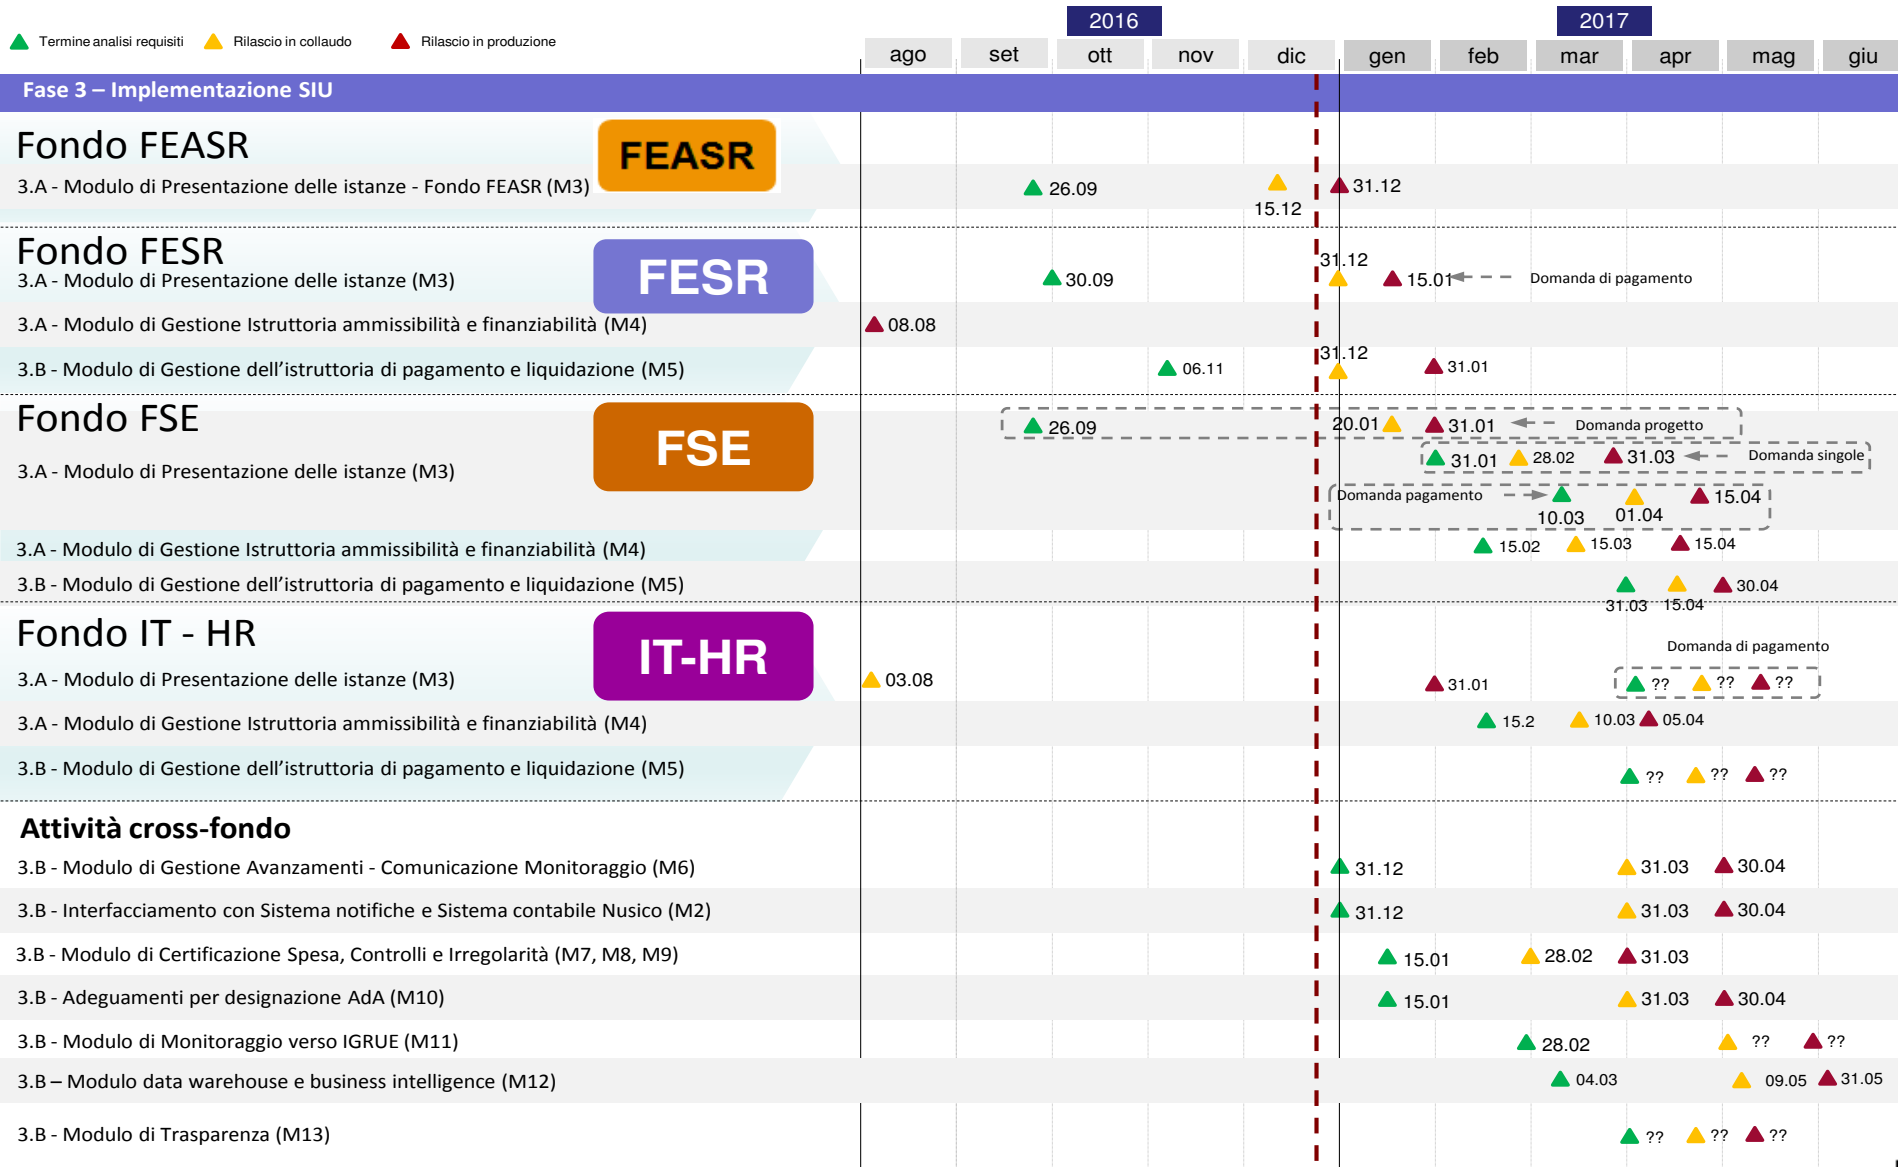 2016
2017
Termine analisi requisiti
Rilascio in collaudo
Rilascio in produzione
ago
set
ott
nov
dic
gen
feb
mar
apr
mag
giu
Fase 3 – Implementazione SIU
Fondo FEASR
FEASR
3.A - Modulo di Presentazione delle istanze - Fondo FEASR (M3)
26.09
15.12
31.12
Fondo FESR
FESR
3.A - Modulo di Presentazione delle istanze (M3)
30.09
31.12
15.01
Domanda di pagamento
3.A - Modulo di Gestione Istruttoria ammissibilità e finanziabilità (M4)
08.08
3.B - Modulo di Gestione dell’istruttoria di pagamento e liquidazione (M5)
06.11
31.12
31.01
Fondo FSE
FSE
26.09
20.01
31.01
Domanda progetto
3.A - Modulo di Presentazione delle istanze (M3)
31.01
28.02
31.03
Domanda singole
Domanda pagamento
10.03
01.04
15.04
3.A - Modulo di Gestione Istruttoria ammissibilità e finanziabilità (M4)
15.02
15.03
15.04
3.B - Modulo di Gestione dell’istruttoria di pagamento e liquidazione (M5)
31.03
15.04
30.04
Fondo IT - HR
IT-HR
Domanda di pagamento
3.A - Modulo di Presentazione delle istanze (M3)
03.08
31.01
??
??
??
3.A - Modulo di Gestione Istruttoria ammissibilità e finanziabilità (M4)
15.2
10.03
05.04
3.B - Modulo di Gestione dell’istruttoria di pagamento e liquidazione (M5)
??
??
??
Attività cross-fondo
3.B - Modulo di Gestione Avanzamenti - Comunicazione Monitoraggio (M6)
31.12
31.03
30.04
3.B - Interfacciamento con Sistema notifiche e Sistema contabile Nusico (M2)
31.12
31.03
30.04
3.B - Modulo di Certificazione Spesa, Controlli e Irregolarità (M7, M8, M9)
15.01
28.02
31.03
3.B - Adeguamenti per designazione AdA (M10)
15.01
31.03
30.04
3.B - Modulo di Monitoraggio verso IGRUE (M11)
28.02
??
??
3.B – Modulo data warehouse e business intelligence (M12)
04.03
09.05
31.05
3.B - Modulo di Trasparenza (M13)
??
??
??